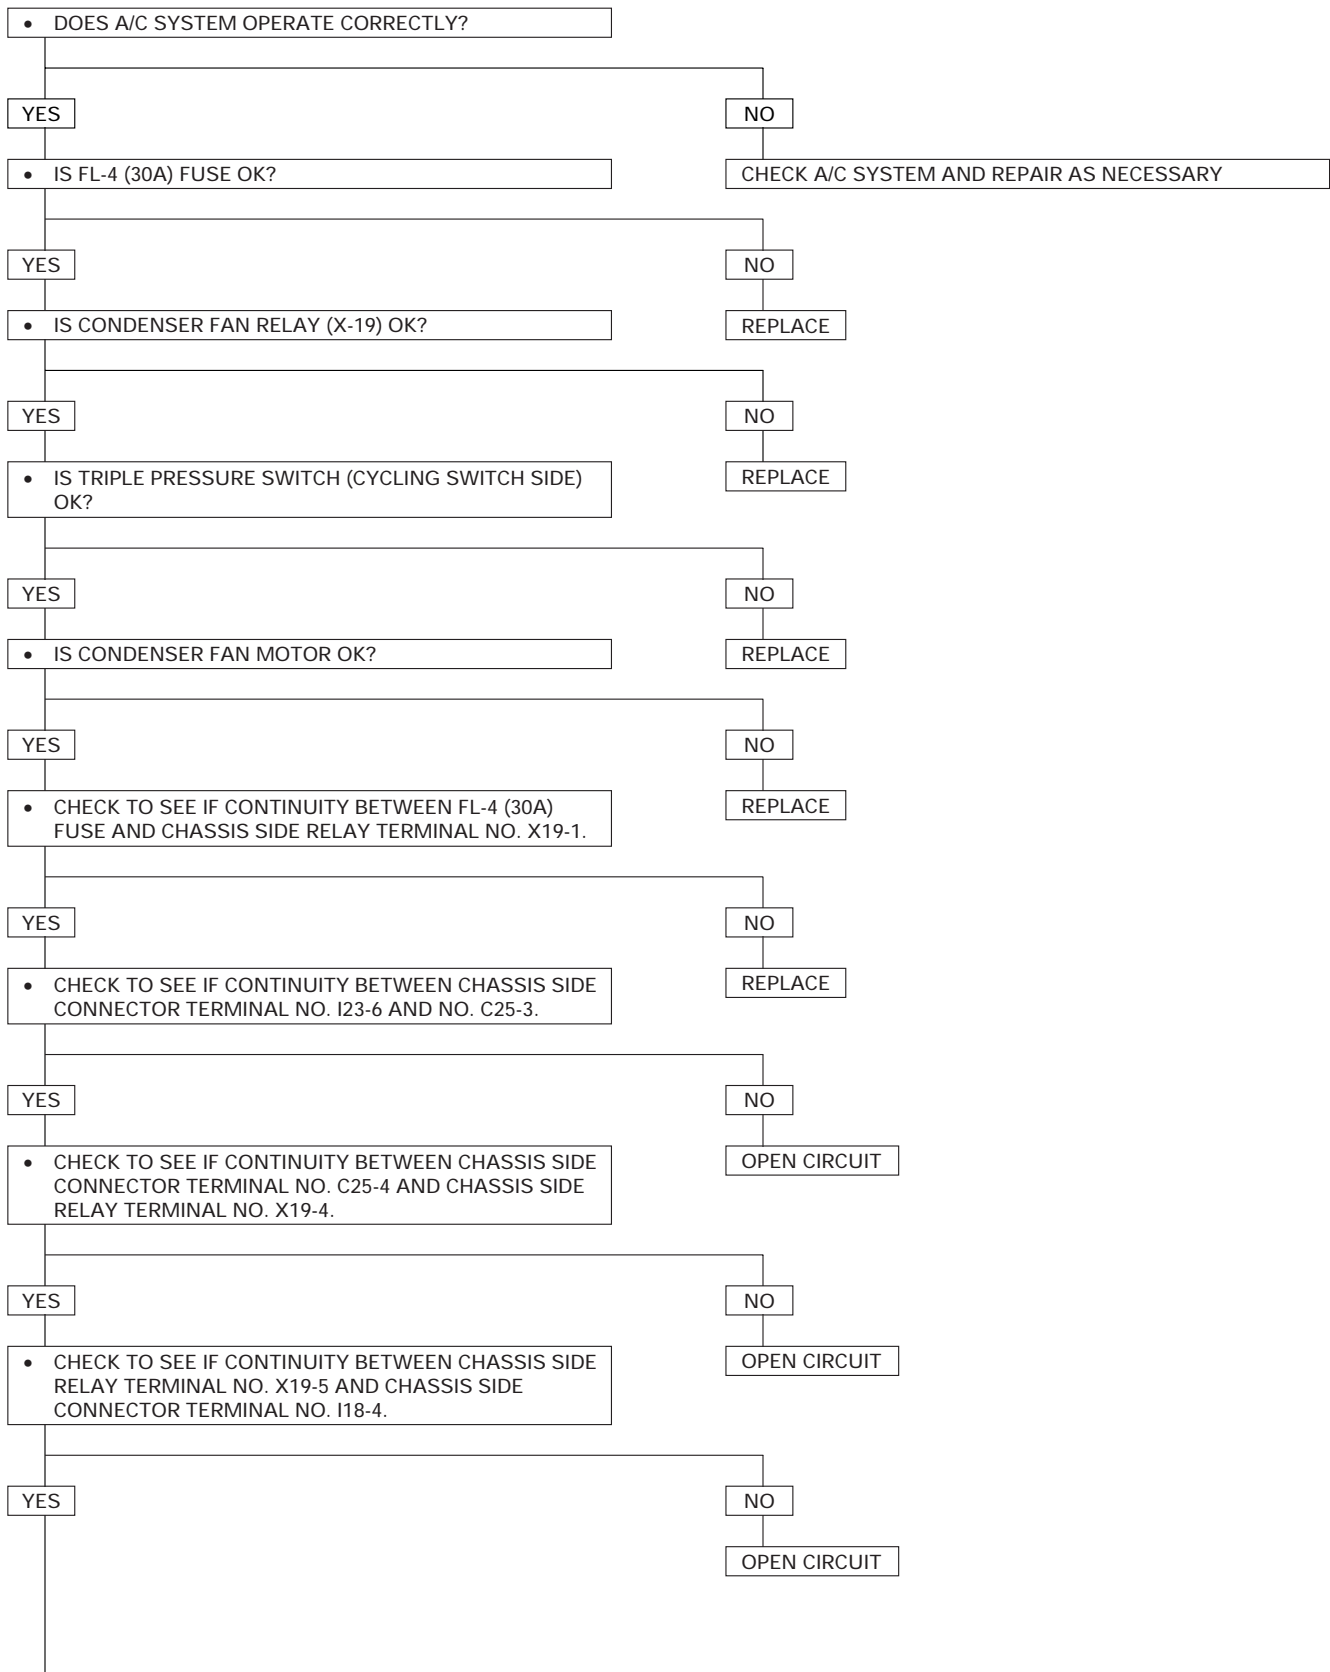 • DOES A/C SYSTEM OPERATE CORRECTLY?
YES
NO
• IS FL-4 (30A) FUSE OK?
CHECK A/C SYSTEM AND REPAIR AS NECESSARY
YES
NO
• IS CONDENSER FAN RELAY (X-19) OK?
REPLACE
YES
NO
• IS TRIPLE PRESSURE SWITCH (CYCLING SWITCH SIDE)
OK?
REPLACE
YES
NO
• IS CONDENSER FAN MOTOR OK?
REPLACE
YES
NO
• CHECK TO SEE IF CONTINUITY BETWEEN FL-4 (30A)
FUSE AND CHASSIS SIDE RELAY TERMINAL NO. X19-1.
REPLACE
YES
NO
• CHECK TO SEE IF CONTINUITY BETWEEN CHASSIS SIDE
CONNECTOR TERMINAL NO. I23-6 AND NO. C25-3.
REPLACE
YES
NO
• CHECK TO SEE IF CONTINUITY BETWEEN CHASSIS SIDE
CONNECTOR TERMINAL NO. C25-4 AND CHASSIS SIDE
RELAY TERMINAL NO. X19-4.
OPEN CIRCUIT
YES
NO
• CHECK TO SEE IF CONTINUITY BETWEEN CHASSIS SIDE
RELAY TERMINAL NO. X19-5 AND CHASSIS SIDE
CONNECTOR TERMINAL NO. I18-4.
OPEN CIRCUIT
YES
NO
OPEN CIRCUIT